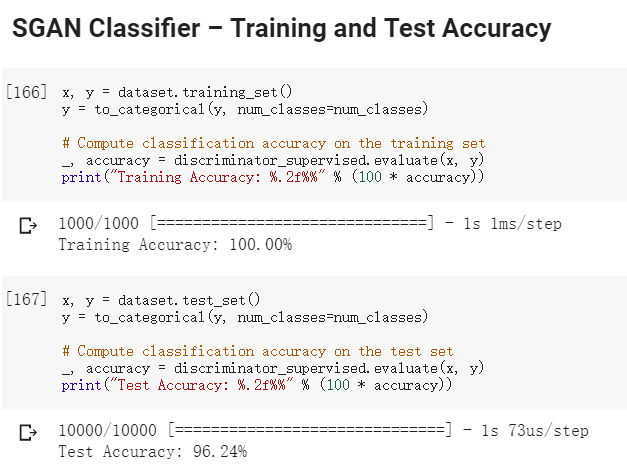 SGAN Classifier – Training and Test Accuracy
[166] x, y = dataset.training_set()
y = to_categorical(y, num_classes=num_classes)
# Compute classification accuracy on the training set
_, accuracy = discriminator_supervised.evaluate(x, y)
print("Training Accuracy: %.2f%%" % (100 * accuracy))
1000/1000 [==============================] - 1s 1ms/step
Training Accuracy: 100.00%
[167] x, y = dataset.test_set()
y = to_categorical(y, num_classes=num_classes)
# Compute classification accuracy on the test set
_, accuracy = discriminator_supervised.evaluate(x, y)
print("Test Accuracy: %.2f%%" % (100 * accuracy))
10000/10000 [==============================] - 1s 73us/step
Test Accuracy: 96.24%